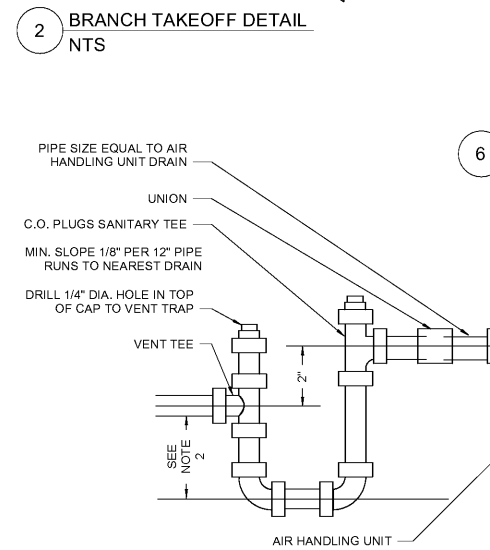 2
BRANCH TAKEOFF DETAIL
NTS
6
PIPE SIZE EQUAL TO AIR
HANDLING UNIT DRAIN
UNION
C.O. PLUGS SANITARY TEE
MIN. SLOPE 1/8" PER 12" PIPE
RUNS TO NEAREST DRAIN
DRILL 1/4" DIA. HOLE IN TOP
OF CAP TO VENT TRAP
VENT TEE
2"
SEE
NOTE
2
AIR HANDLING UNIT